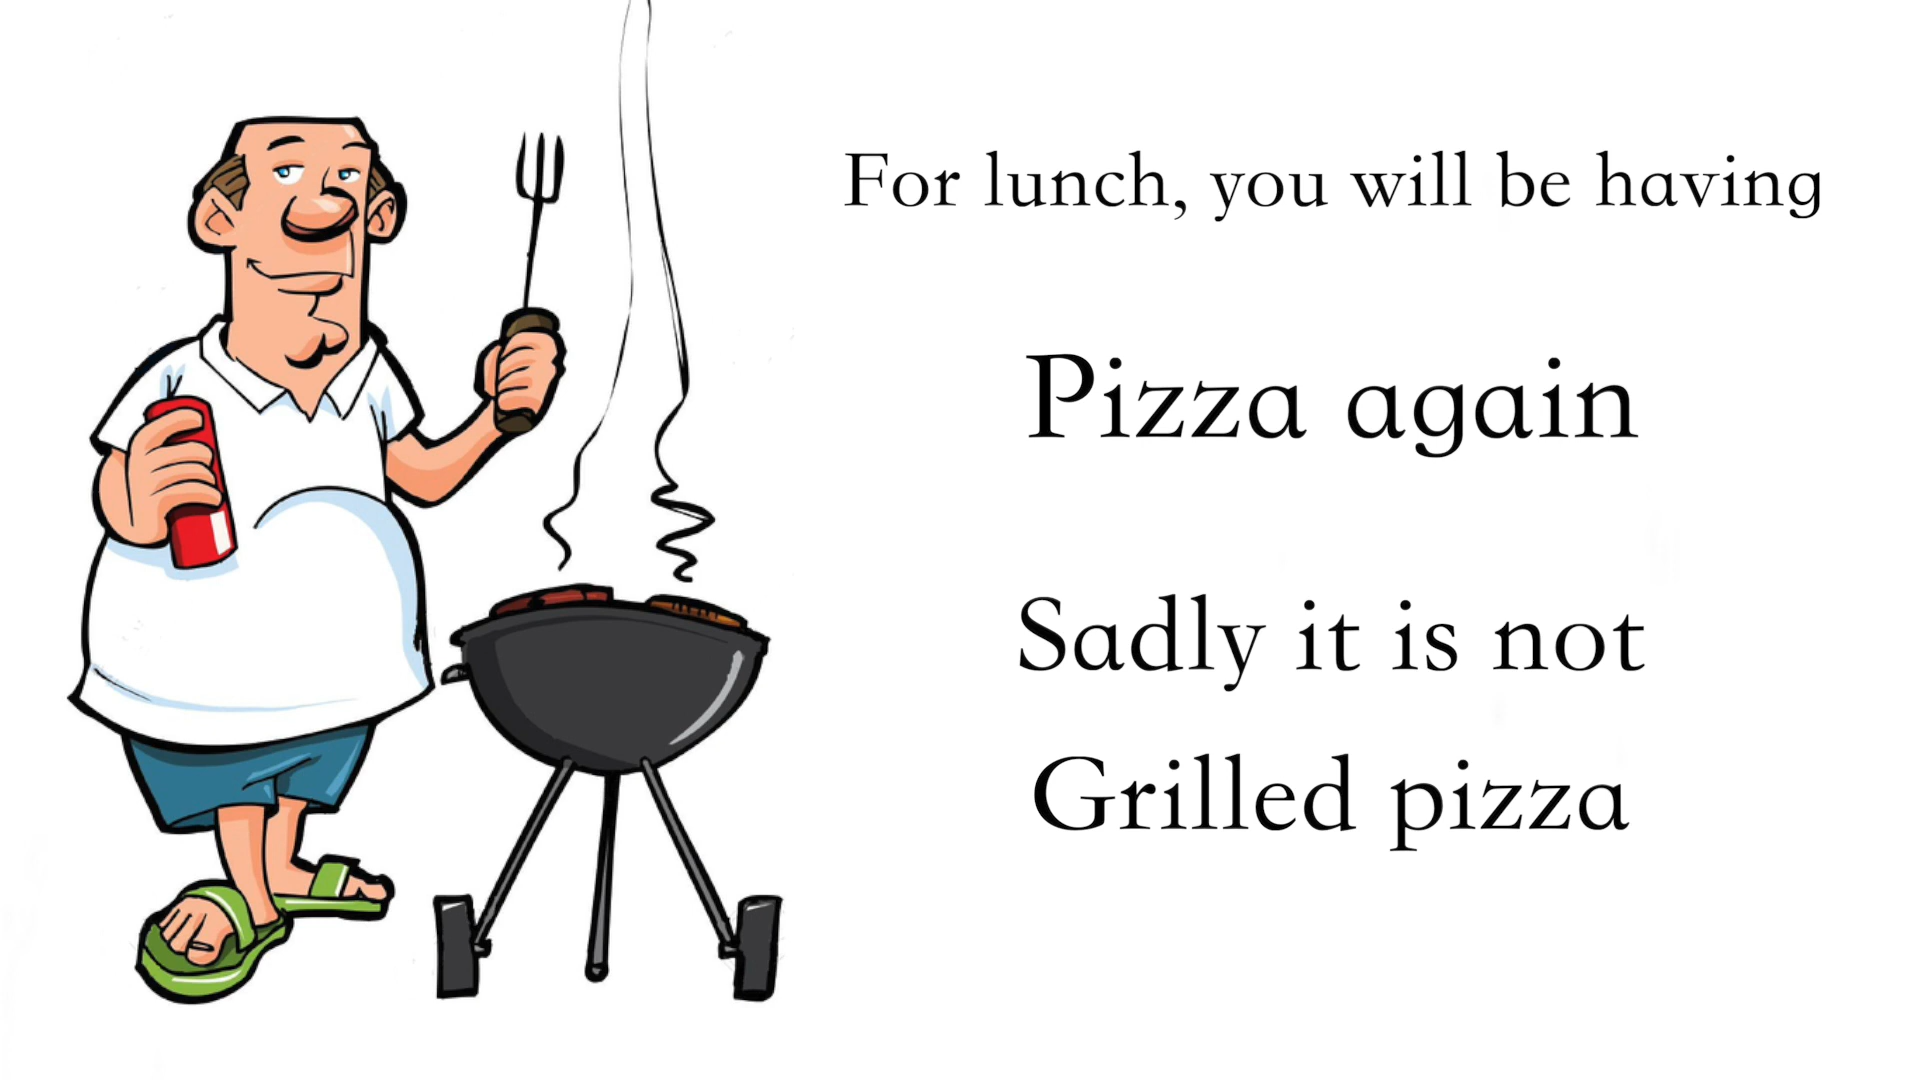 For lunch, you will be having
Pizza again
Sadly it is not
Grilled pizza